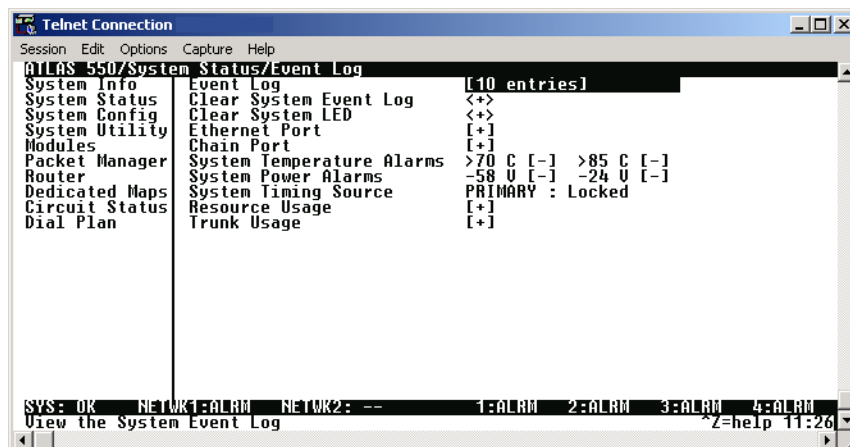 Telnet Connection
Session Edit Options Capture Help
ATLAS 550/System Status/Event Log
System Info Event Log [10 entries]
System Status Clear System Event Log <+>
System Config Clear System LED <+>
System Utility Ethernet Port [+]
Modules Chain Port [+]
Packet Manager System Temperature Alarms >70 C [-] >85 C [-]
Router System Power Alarms -58 V [-] -24 V [-]
Dedicated Maps System Timing Source PRIMARY : Locked
Circuit Status Resource Usage [+]
Dial Plan Trunk Usage [+]
SYS: OK NETWK1:ALRM NETWK2: -- 1:ALRM 2:ALRM 3:ALRM 4:ALRM
View the System Event Log ^Z=help 11:26